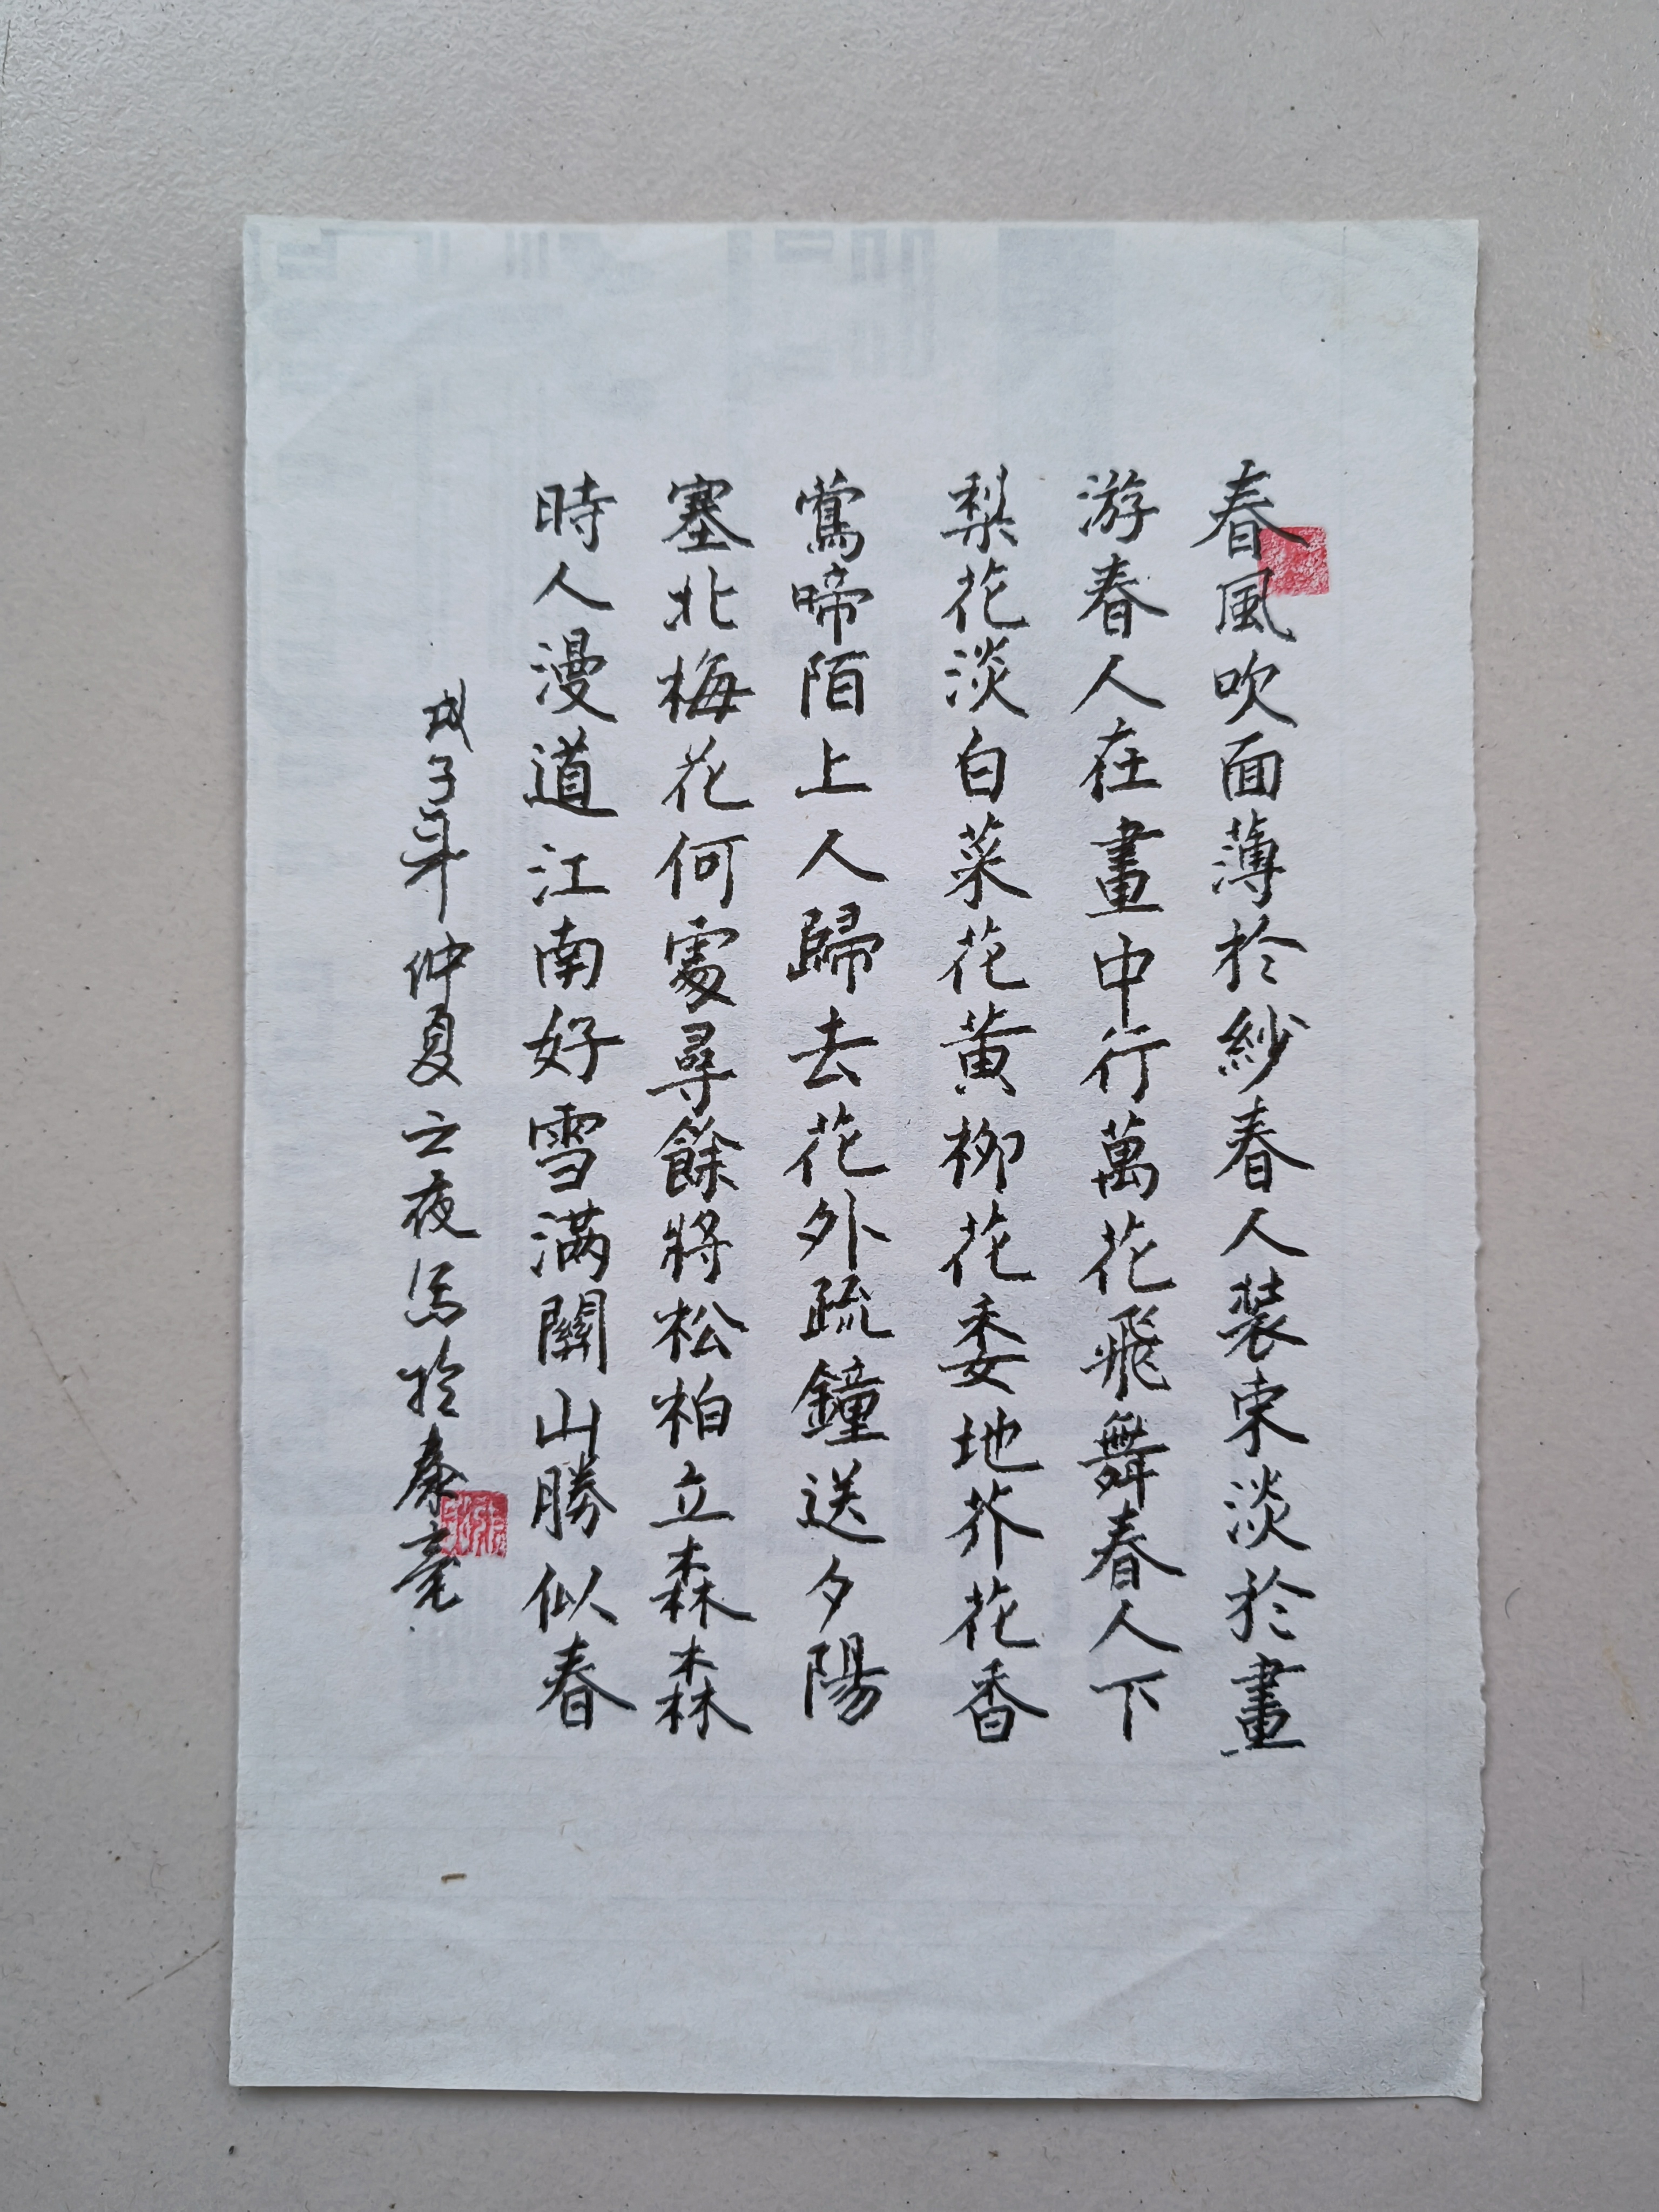 春風吹面薄於紗春人裝束淡於畫
游春人在畫中行萬花飛舞春人下
梨花淡白菜花黃柳花委地芥花香
鶯啼陌上人歸去花外疏鐘送夕陽
塞北梅花何處尋餘將松柏立森森
時人漫道江南好雪滿關山勝似春
子年仲夏之夜寫於